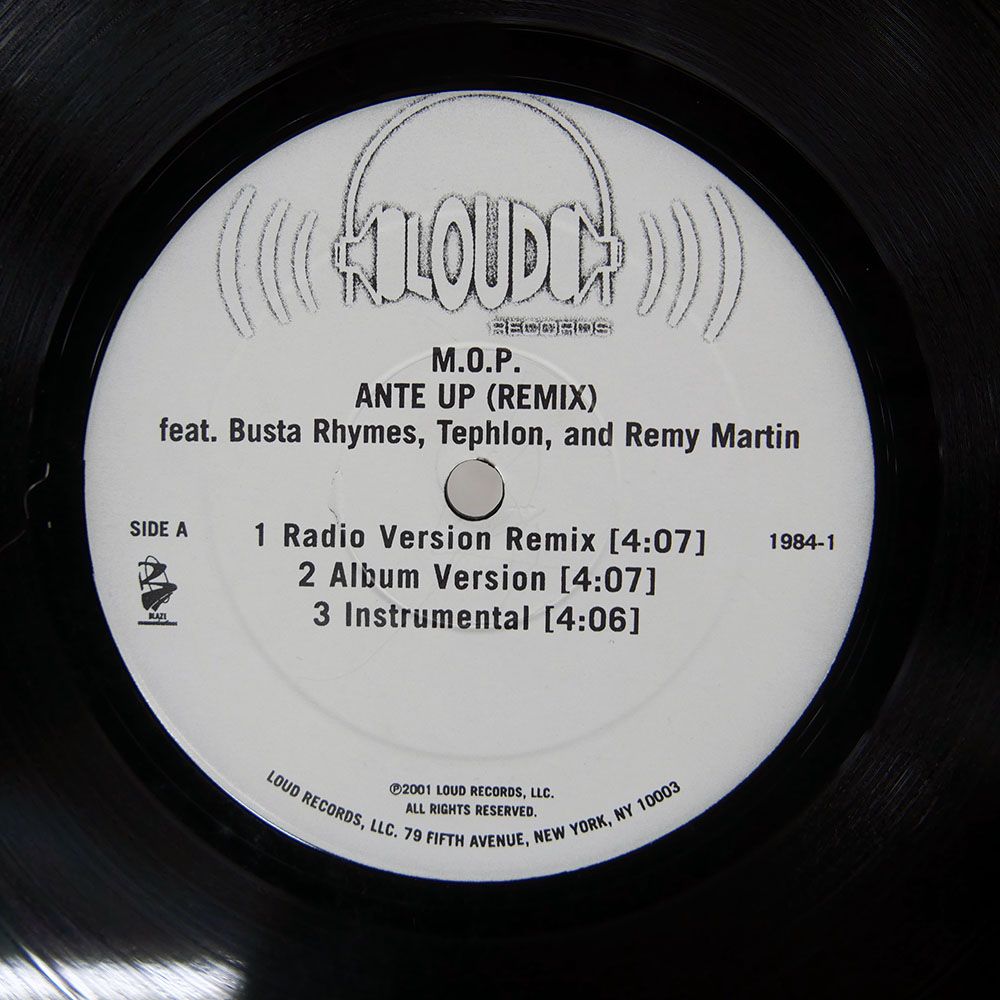 LOUD
RECORDS
M.O.P.
ANTE UP (REMIX)
feat. Busta Rhymes, Tephlon, and Remy Martin
SIDE A
1 Radio Version Remix [4:07]
1984-1
2 Album Version [4:07]
3 Instrumental [4:06]
BLAZE
℗2001 LOUD RECORDS, LLC.
ALL RIGHTS RESERVED.
LOUD RECORDS, LLC. 79 FIFTH AVENUE, NEW YORK, NY 10003